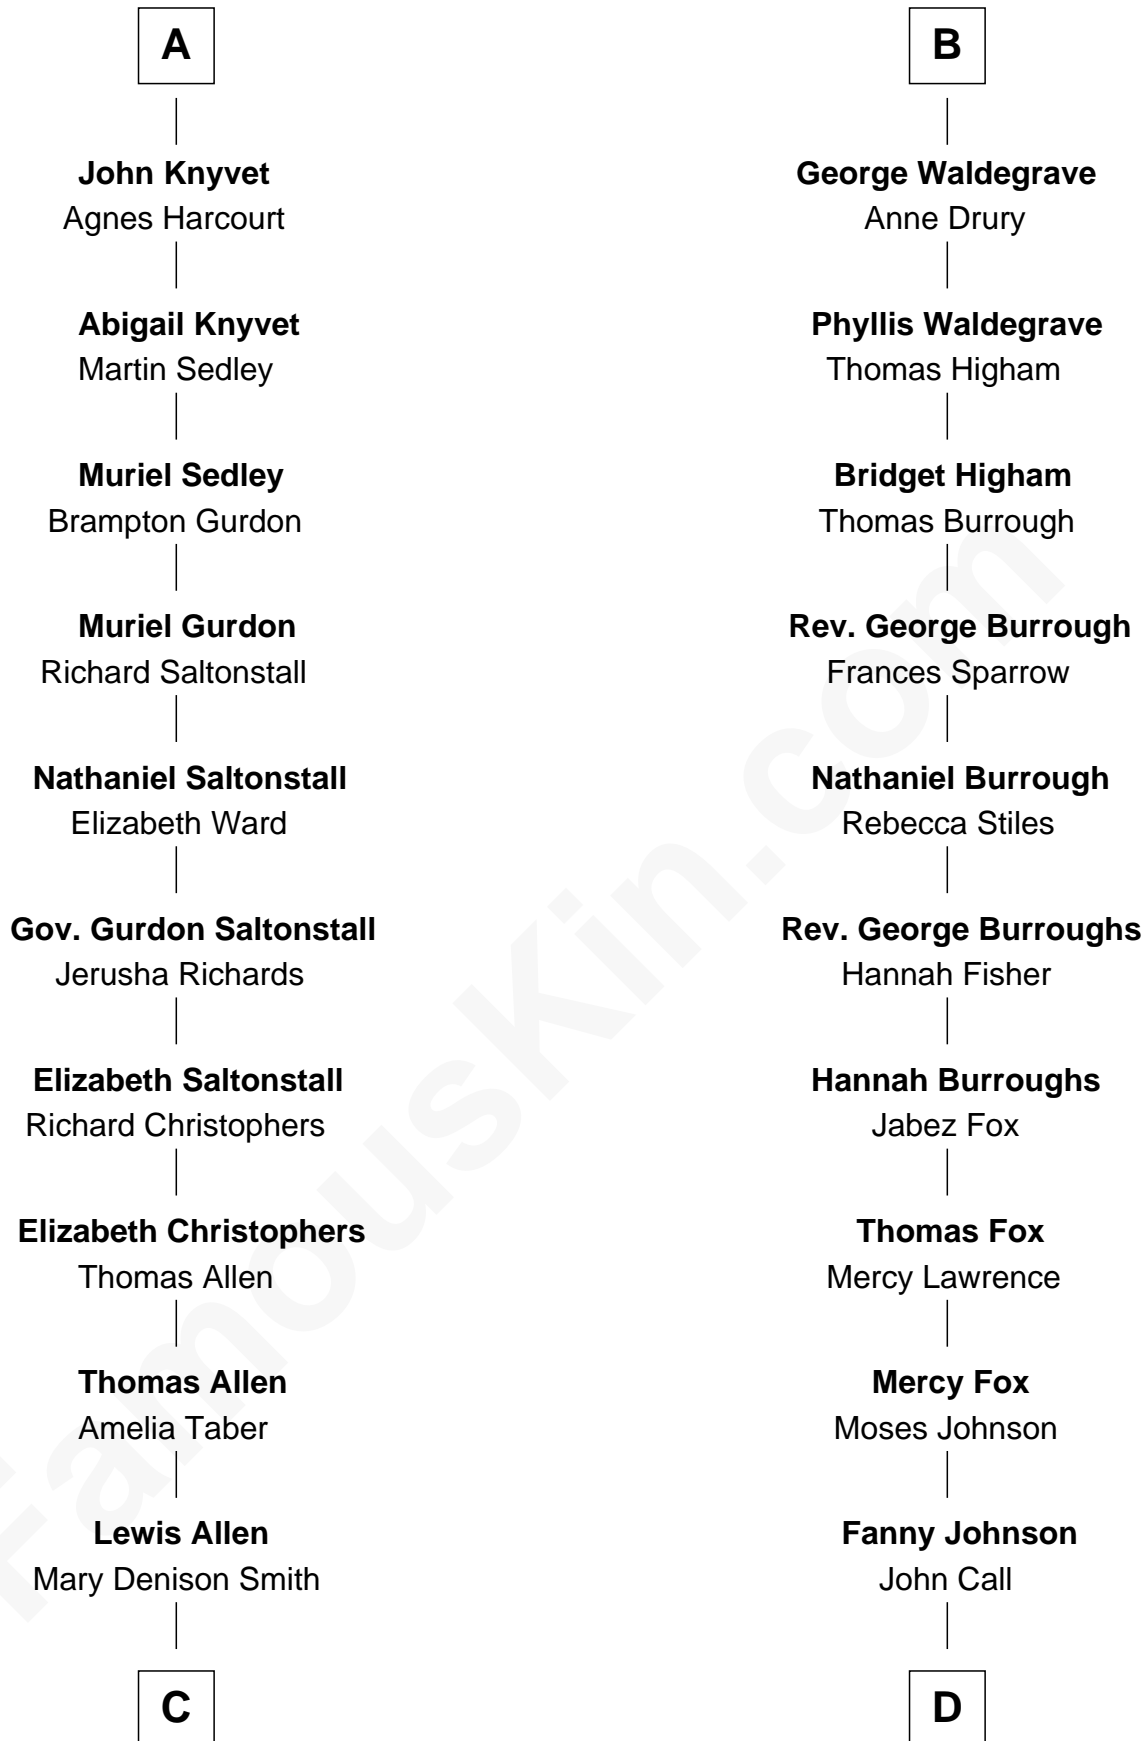 A
John Knyvet
Agnes Harcourt
Abigail Knyvet
Martin Sedley
Muriel Sedley
Brampton Gurdon
Muriel Gurdon
Richard Saltonstall
Nathaniel Saltonstall
Elizabeth Ward
Gov. Gurdon Saltonstall
Jerusha Richards
Elizabeth Saltonstall
Richard Christophers
Elizabeth Christophers
Thomas Allen
Thomas Allen
Amelia Taber
Lewis Allen
Mary Denison Smith
C
B
George Waldegrave
Anne Drury
Phyllis Waldegrave
Thomas Higham
Bridget Higham
Thomas Burrough
Rev. George Burrough
Frances Sparrow
Nathaniel Burrough
Rebecca Stiles
Rev. George Burroughs
Hannah Fisher
Hannah Burroughs
Jabez Fox
Thomas Fox
Mercy Lawrence
Mercy Fox
Moses Johnson
Fanny Johnson
John Call
D
FamousKin.com